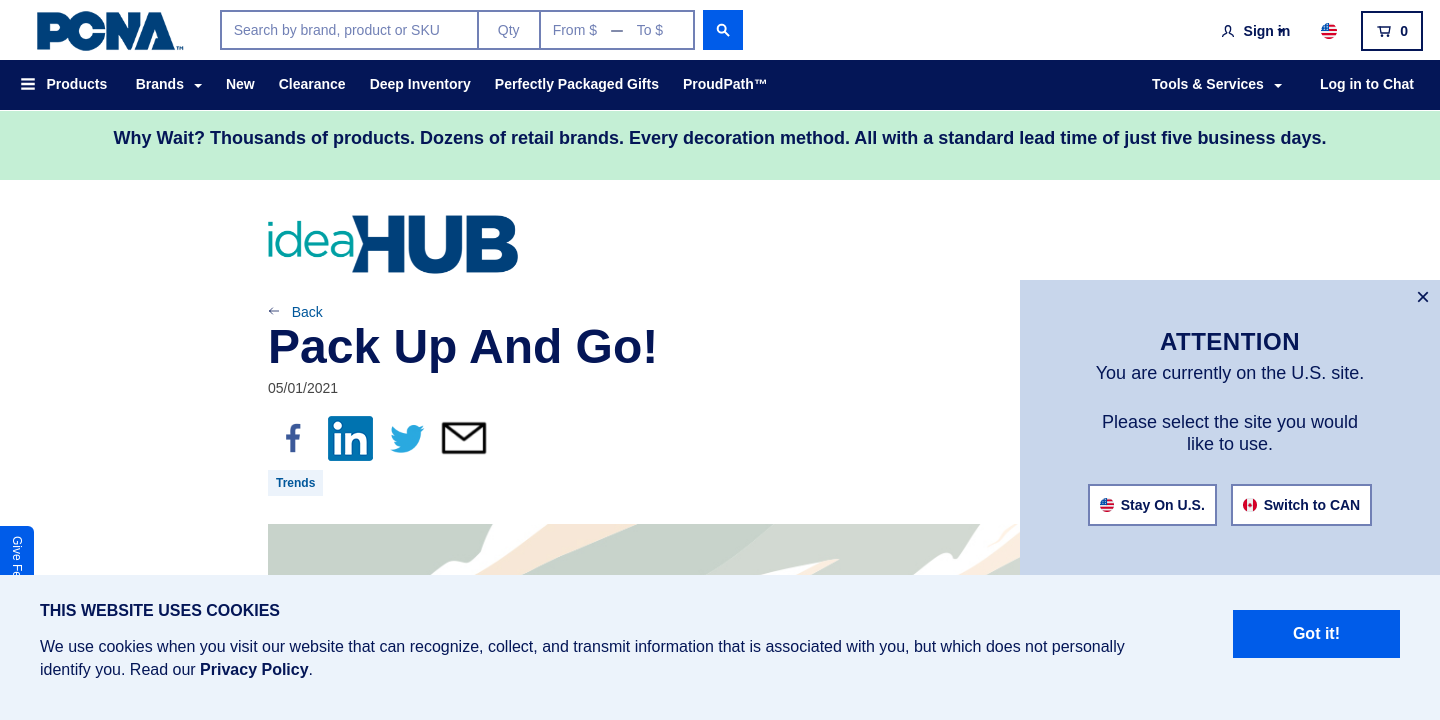 PCNA™
Search by brand, product or SKU
Qty
From $ — To $
Sign in
0
Products
Brands
New
Clearance
Deep Inventory
Perfectly Packaged Gifts
ProudPath™
Tools & Services
Log in to Chat
Why Wait? Thousands of products. Dozens of retail brands. Every decoration method. All with a standard lead time of just five business days.
ideaHUB
Back
Pack Up And Go!
05/01/2021
Trends
ATTENTION
You are currently on the U.S. site.
Please select the site you would
like to use.
Stay On U.S.
Switch to CAN
Give Fe
THIS WEBSITE USES COOKIES
We use cookies when you visit our website that can recognize, collect, and transmit information that is associated with you, but which does not personally
identify you. Read our Privacy Policy.
Got it!